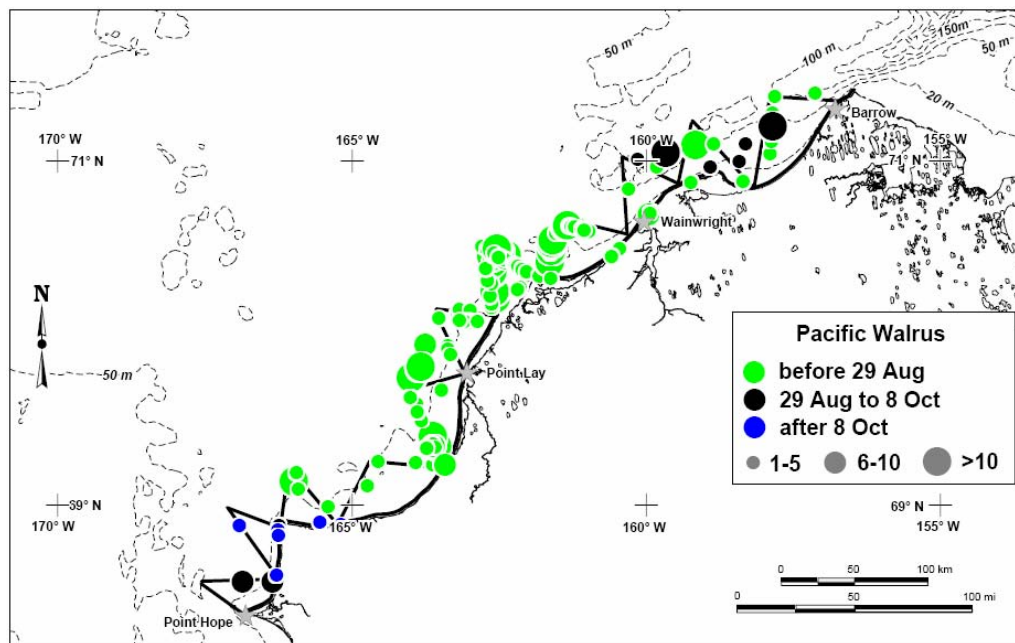 50 m
100 m
150m
50 m
20 m
Barrow
170° W
165° W
160° W
155° W
71° N
71° N
Wainwright
N
50 m
Point Lay
Pacific Walrus
before 29 Aug
29 Aug to 8 Oct
after 8 Oct
1-5
6-10
>10
39° N
69° N
170° W
165° W
160° W
155° W
Point Hope
0 50 100 km
0 50 100 mi